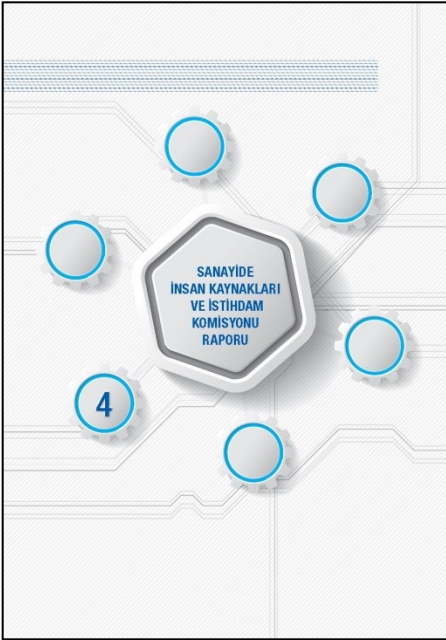 SANAYİDE
İNSAN KAYNAKLARI
VE İSTİHDAM
KOMİSYONU
RAPORU
4